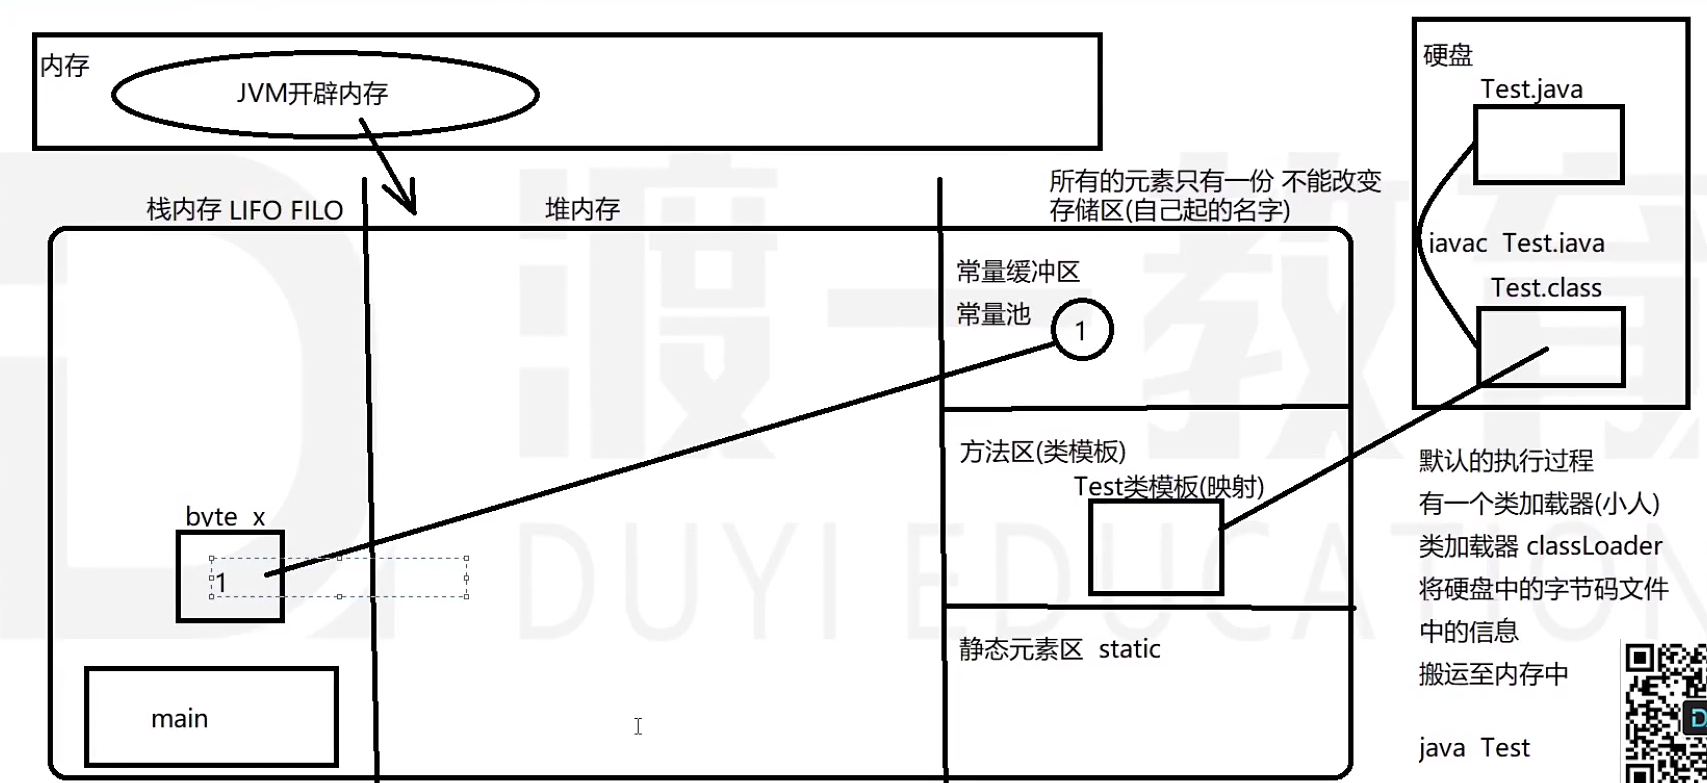 内存
JVM开辟内存
栈内存 LIFO FILO
堆内存
所有的元素只有一份 不能改变
存储区(自己起的名字)
常量缓冲区
常量池
1
方法区(类模板)
Test类模板(映射)
静态元素区 static
byte x
1
main
硬盘
Test.java
javac Test.java
Test.class
默认的执行过程
有一个类加载器(小人)
类加载器 classLoader
将硬盘中的字节码文件
中的信息
搬运至内存中
java Test
渡一教育
DUYI EDUCATION